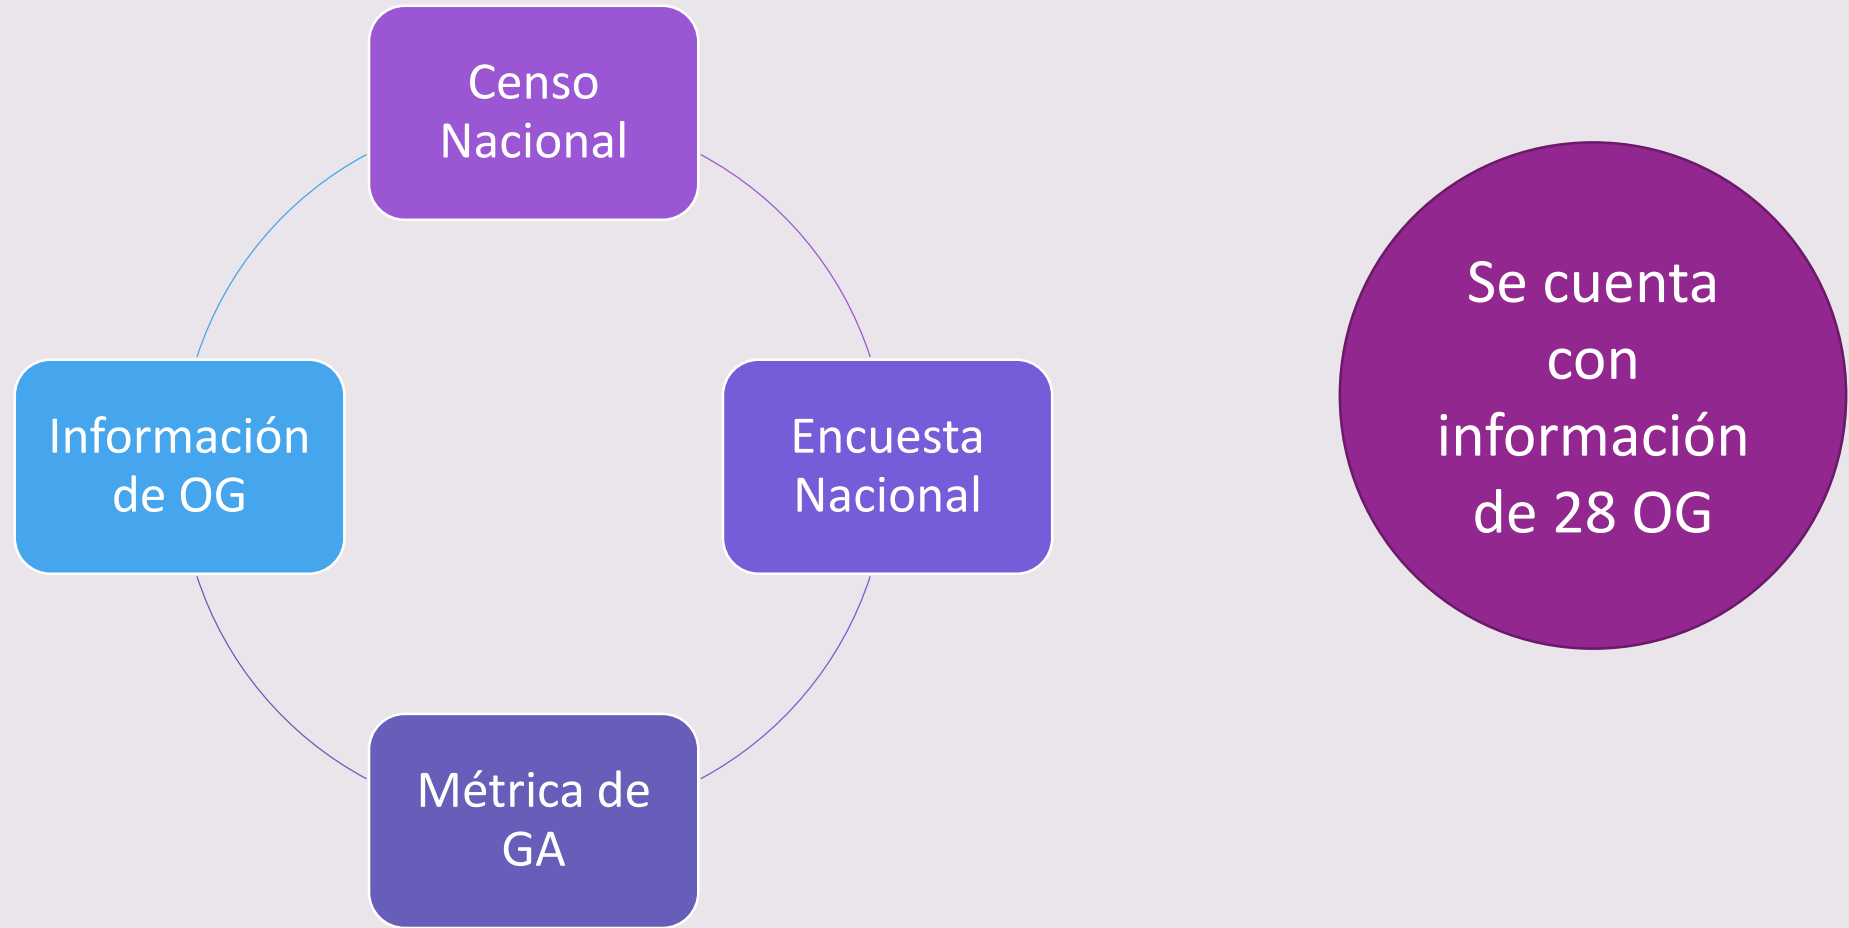 Censo
Nacional
Información
de OG
Encuesta
Nacional
Métrica de
GA
Se cuenta
con
información
de 28 OG